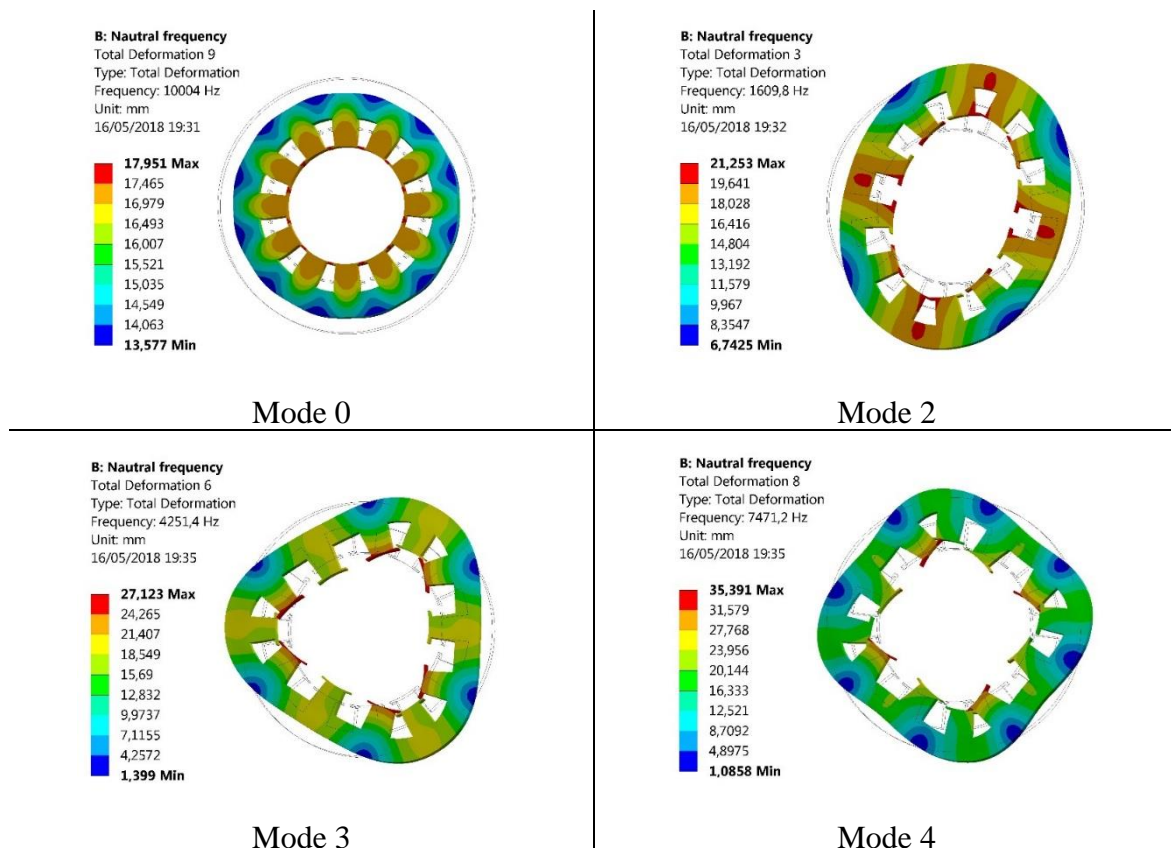 B: Nautral frequency
Total Deformation 9
Type: Total Deformation
Frequency: 10004 Hz
Unit: mm
16/05/2018 19:31
17,951 Max
17,465
16,979
16,493
16,007
15,521
15,035
14,549
14,063
13,577 Min
Mode 0
B: Nautral frequency
Total Deformation 3
Type: Total Deformation
Frequency: 1609,8 Hz
Unit: mm
16/05/2018 19:32
21,253 Max
19,641
18,028
16,416
14,804
13,192
11,579
9,967
8,3547
6,7425 Min
Mode 2
B: Nautral frequency
Total Deformation 6
Type: Total Deformation
Frequency: 4251,4 Hz
Unit: mm
16/05/2018 19:35
27,123 Max
24,265
21,407
18,549
15,69
12,832
9,9737
7,1155
4,2572
1,399 Min
Mode 3
B: Nautral frequency
Total Deformation 8
Type: Total Deformation
Frequency: 7471,2 Hz
Unit: mm
16/05/2018 19:35
35,391 Max
31,579
27,768
23,956
20,144
16,333
12,521
8,7092
4,8975
1,0858 Min
Mode 4